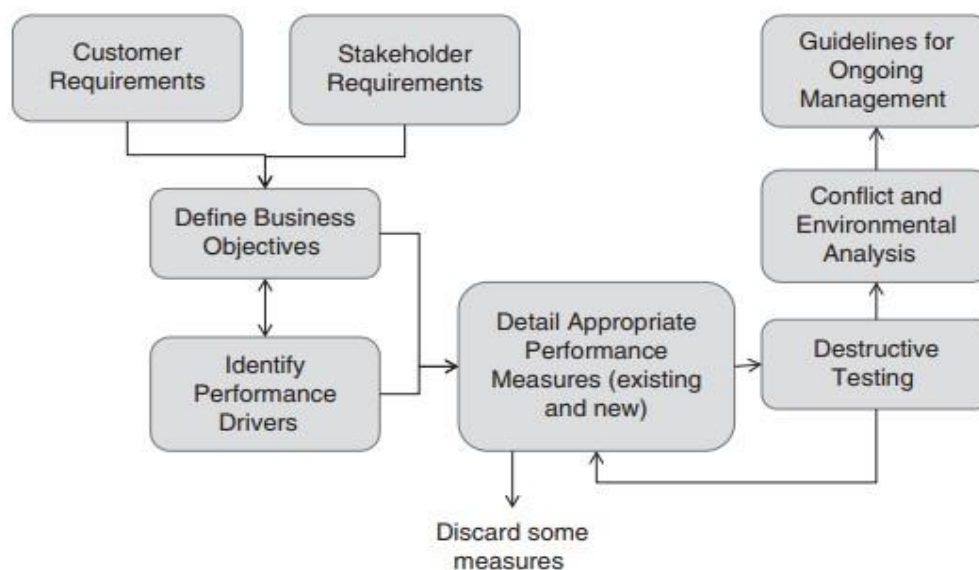 Customer
Requirements
Stakeholder
Requirements
Guidelines for
Ongoing
Management
Define Business
Objectives
Conflict and
Environmental
Analysis
Identify
Performance
Drivers
Detail Appropriate
Performance
Measures (existing
and new)
Destructive
Testing
Discard some
measures